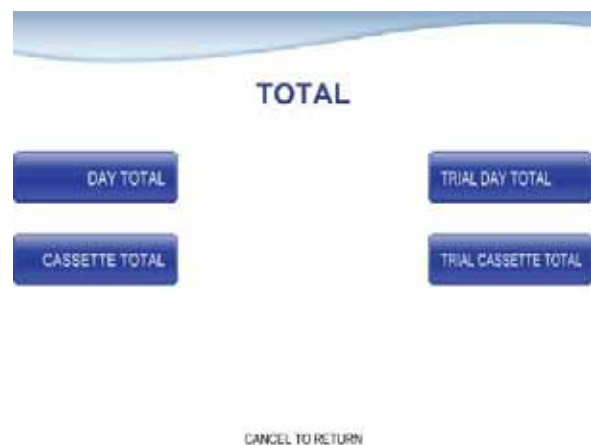 TOTAL
DAY TOTAL
TRIAL DAY TOTAL
CASSETTE TOTAL
TRIAL CASSETTE TOTAL
CANCEL TO RETURN